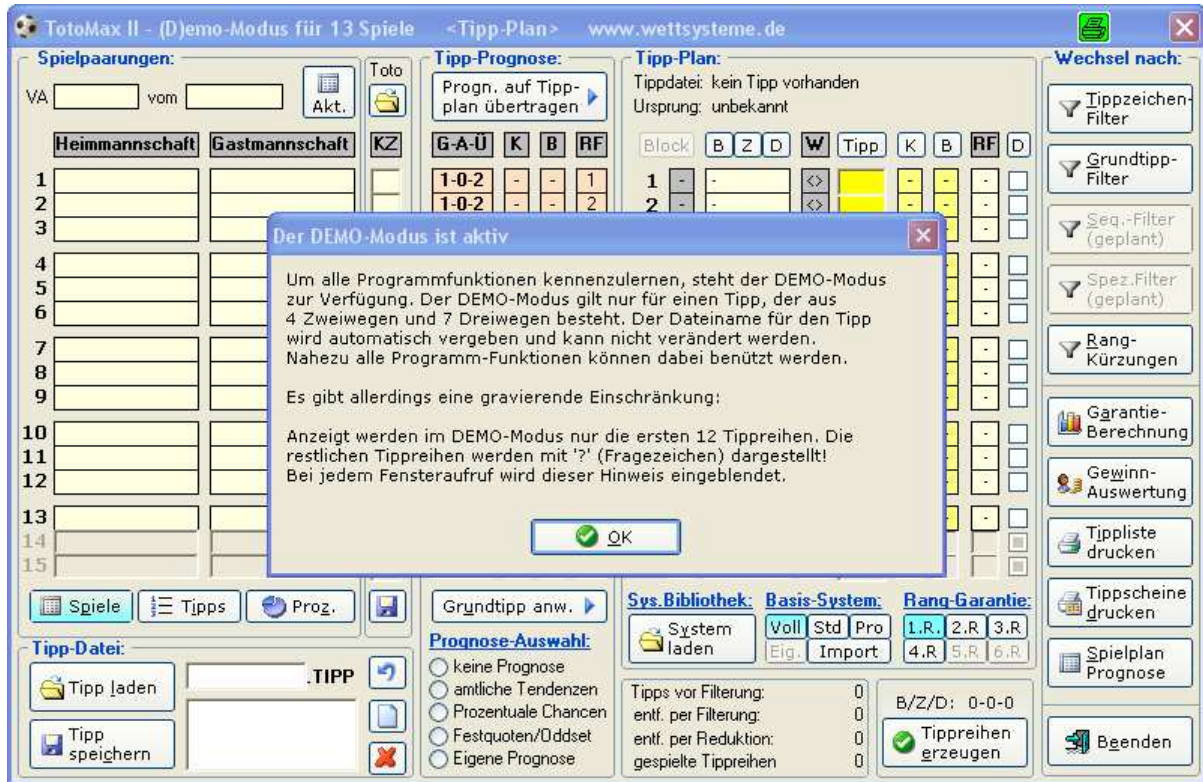 TotoMax II - (D)emo-Modus für 13 Spiele <Tipp-Plan> www.wettsysteme.de
Spielpaarungen:
VA vom Akt.
Heimmannschaft Gastmannschaft
1
2
3
4
5
6
7
8
9
10
11
12
13
14
15
Spiele Tipps Proz.
Toto
KZ
Tipp-Prognose:
Progn. auf Tipp-
plan übertragen
G-A-Ü K B RF
1-0-2 - - 1
1-0-2 - - 2
Grundtipp anw.
Prognose-Auswahl:
keine Prognose
amtliche Tendenzen
Prozentuale Chancen
Festquoten/Oddset
Eigene Prognose
Tipp-Plan:
Tippdatei: kein Tipp vorhanden
Ursprung: unbekannt
Block B Z D W Tipp K B RF D
1 - - <> - - -
2 - - <> - - -
Der DEMO-Modus ist aktiv
Um alle Programmfunktionen kennenzulernen, steht der DEMO-Modus
zur Verfügung. Der DEMO-Modus gilt nur für einen Tipp, der aus
4 Zweiwegen und 7 Dreiwegen besteht. Der Dateiname für den Tipp
wird automatisch vergeben und kann nicht verändert werden.
Nahezu alle Programm-Funktionen können dabei benützt werden.
Es gibt allerdings eine gravierende Einschränkung:
Anzeigt werden im DEMO-Modus nur die ersten 12 Tippreihen. Die
restlichen Tippreihen werden mit '?' (Fragezeichen) dargestellt!
Bei jedem Fensteraufruf wird dieser Hinweis eingeblendet.
OK
Sys.Bibliothek: Basis-System: Rang-Garantie:
System
laden
Voll Std Pro
Eig. Import
1.R. 2.R 3.R
4.R 5.R 6.R
Tipps vor Filterung: 0
entf. per Filterung: 0
entf. per Reduktion: 0
gespielte Tippreihen 0
B/Z/D: 0-0-0
Tippreihen
erzeugen
Tipp-Datei:
Tipp laden
.TIPP
Tipp
speichern
Wechsel nach:
Tippzeichen-
Filter
Grundtipp-
Filter
Seq.-Filter
(geplant)
Spez.Filter
(geplant)
Rang-
Kürzungen
Garantie-
Berechnung
Gewinn-
Auswertung
Tippliste
drucken
Tippscheine
drucken
Spielplan
Prognose
Beenden